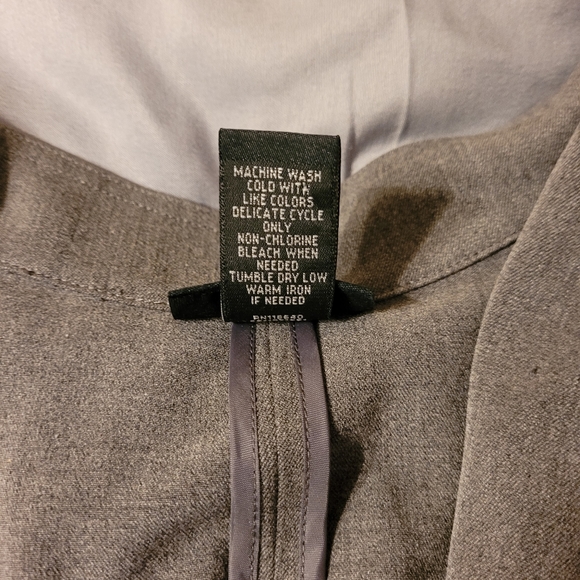 MACHINE WASH
COLD WITH
LIKE COLORS
DELICATE CYCLE
ONLY
NON-CHLORINE
BLEACH WHEN
NEEDED
TUMBLE DRY LOW
WARM IRON
IF NEEDED